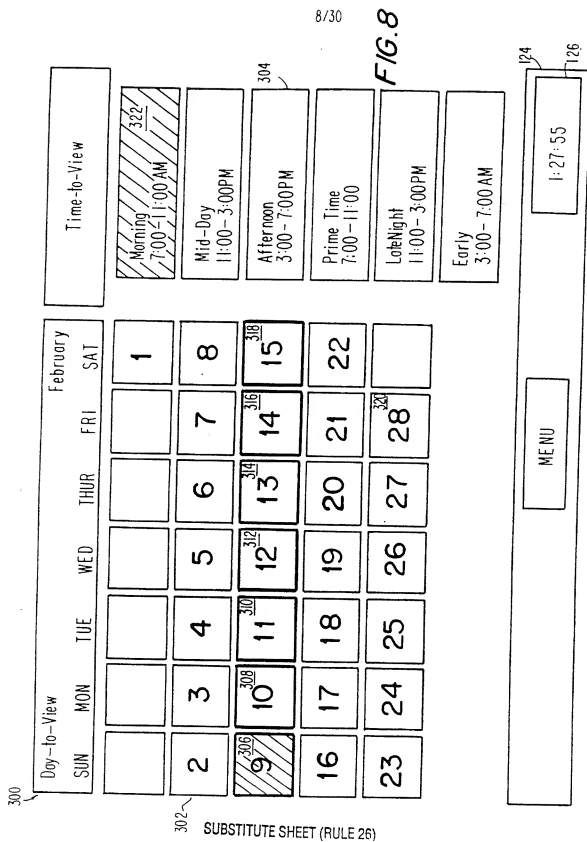 8/30
FIG.8
300
Day-to-View February
SUN MON TUE WED THUR FRI SAT
1
302
2 3 4 5 6 7 8
306 308 310 312 314 316 318
9 10 11 12 13 14 15
16 17 18 19 20 21 22
320
23 24 25 26 27 28
Time-to-View
322
Morning
7:00-11:00AM
Mid-Day
11:00-3:00PM
304
Afternoon
3:00-7:00PM
Prime Time
7:00-11:00
LateNight
11:00-3:00PM
Early
3:00-7:00AM
MENU
1:27:55
124
126
SUBSTITUTE SHEET (RULE 26)